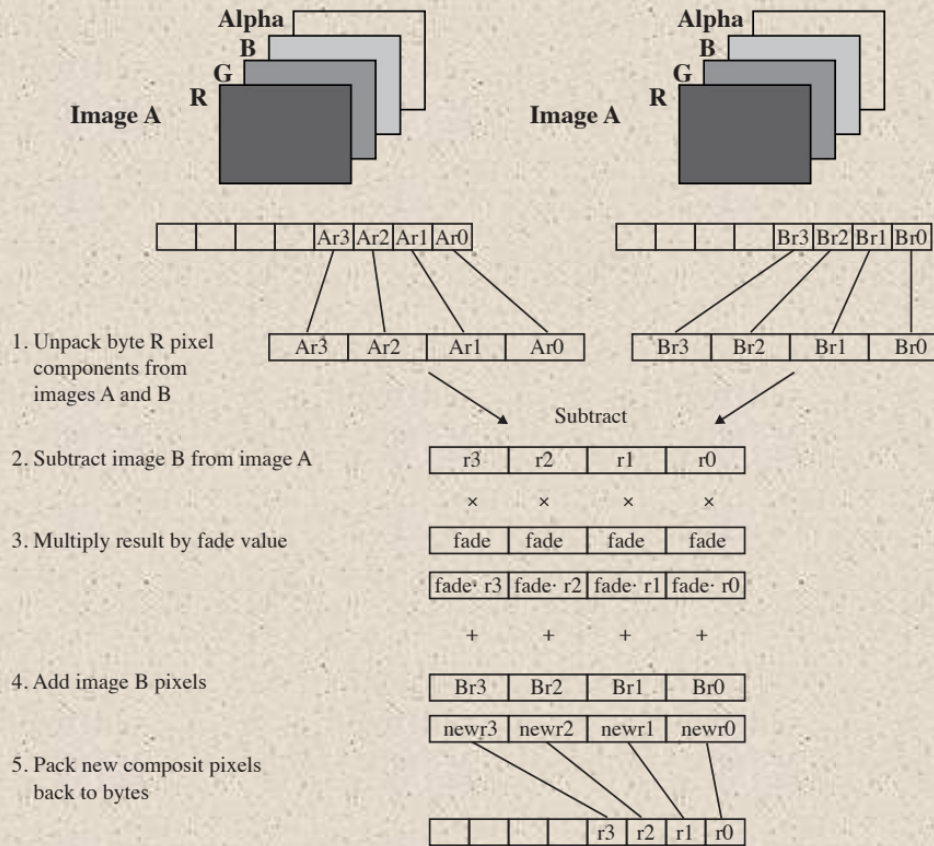 Alpha
B
G
R
Image A
Alpha
B
G
R
Image A
Ar3 Ar2 Ar1 Ar0
Br3 Br2 Br1 Br0
1. Unpack byte R pixel
components from
images A and B
Ar3 Ar2 Ar1 Ar0
Br3 Br2 Br1 Br0
Subtract
2. Subtract image B from image A
r3 r2 r1 r0
× × × ×
3. Multiply result by fade value
fade fade fade fade
fade· r3 fade· r2 fade· r1 fade· r0
+ + + +
4. Add image B pixels
Br3 Br2 Br1 Br0
newr3 newr2 newr1 newr0
5. Pack new composit pixels
back to bytes
r3 r2 r1 r0